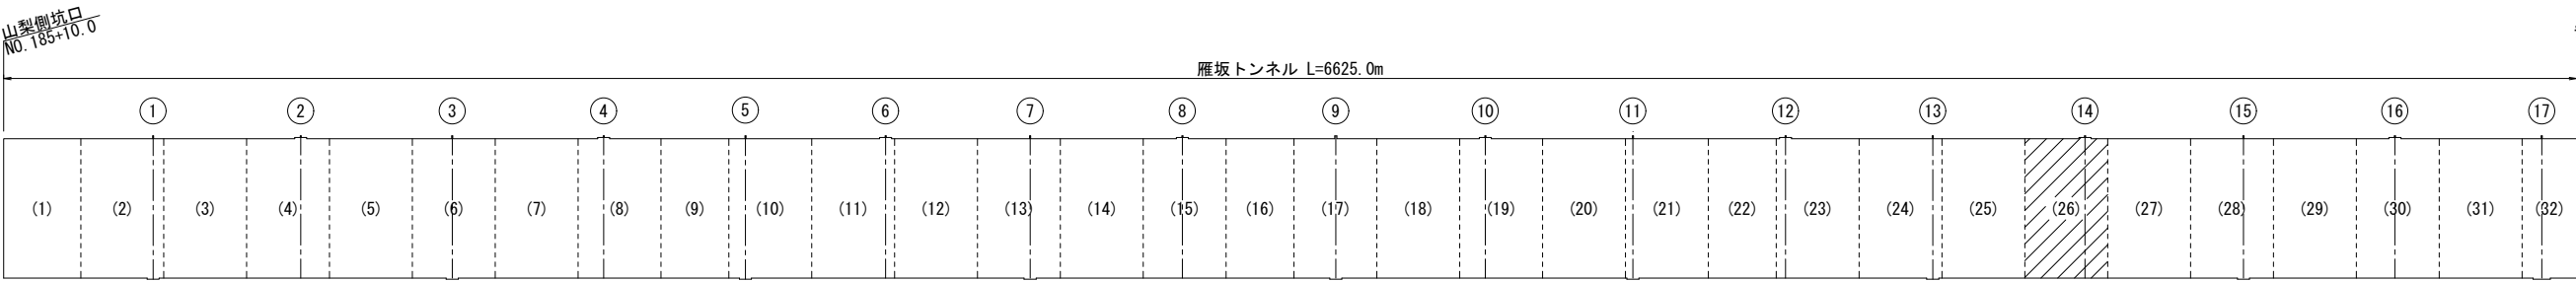 山梨側坑口
NO.185+10.0
雁坂トンネル L=6625.0m
① ② ③ ④ ⑤ ⑥ ⑦ ⑧ ⑨ ⑩ ⑪ ⑫ ⑬ ⑭ ⑮ ⑯ ⑰
(1) (2) (3) (4) (5) (6) (7) (8) (9) (10) (11) (12) (13) (14) (15) (16) (17) (18) (19) (20) (21) (22) (23) (24) (25) (26) (27) (28) (29) (30) (31) (32)